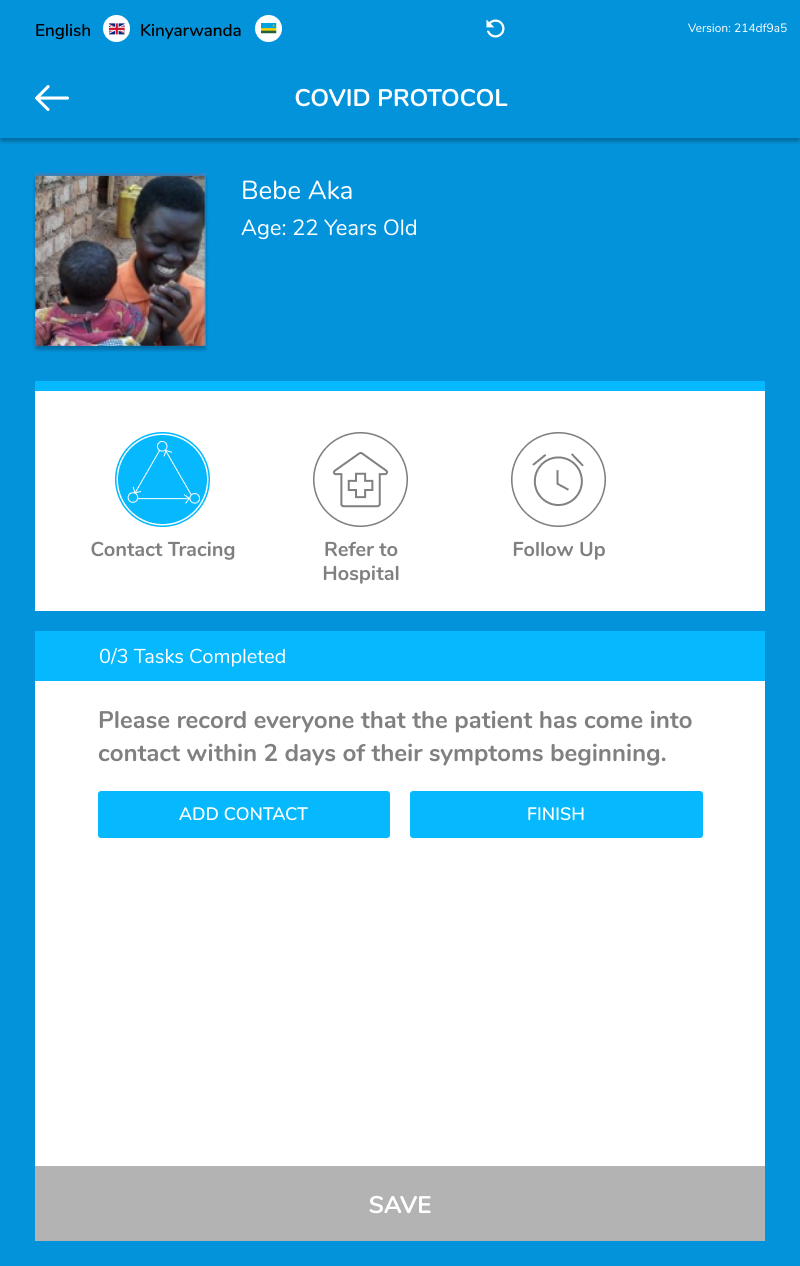 English Kinyarwanda Version: 214df9a5
COVID PROTOCOL
Bebe Aka
Age: 22 Years Old
Contact Tracing
Refer to
Hospital
Follow Up
0/3 Tasks Completed
Please record everyone that the patient has come into
contact within 2 days of their symptoms beginning.
ADD CONTACT FINISH
SAVE